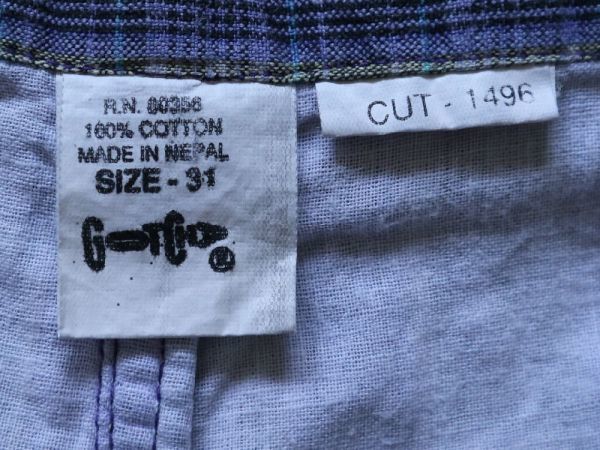 R.N. 80356
100% COTTON
MADE IN NEPAL
SIZE - 31
GOTCHA
CUT - 1496